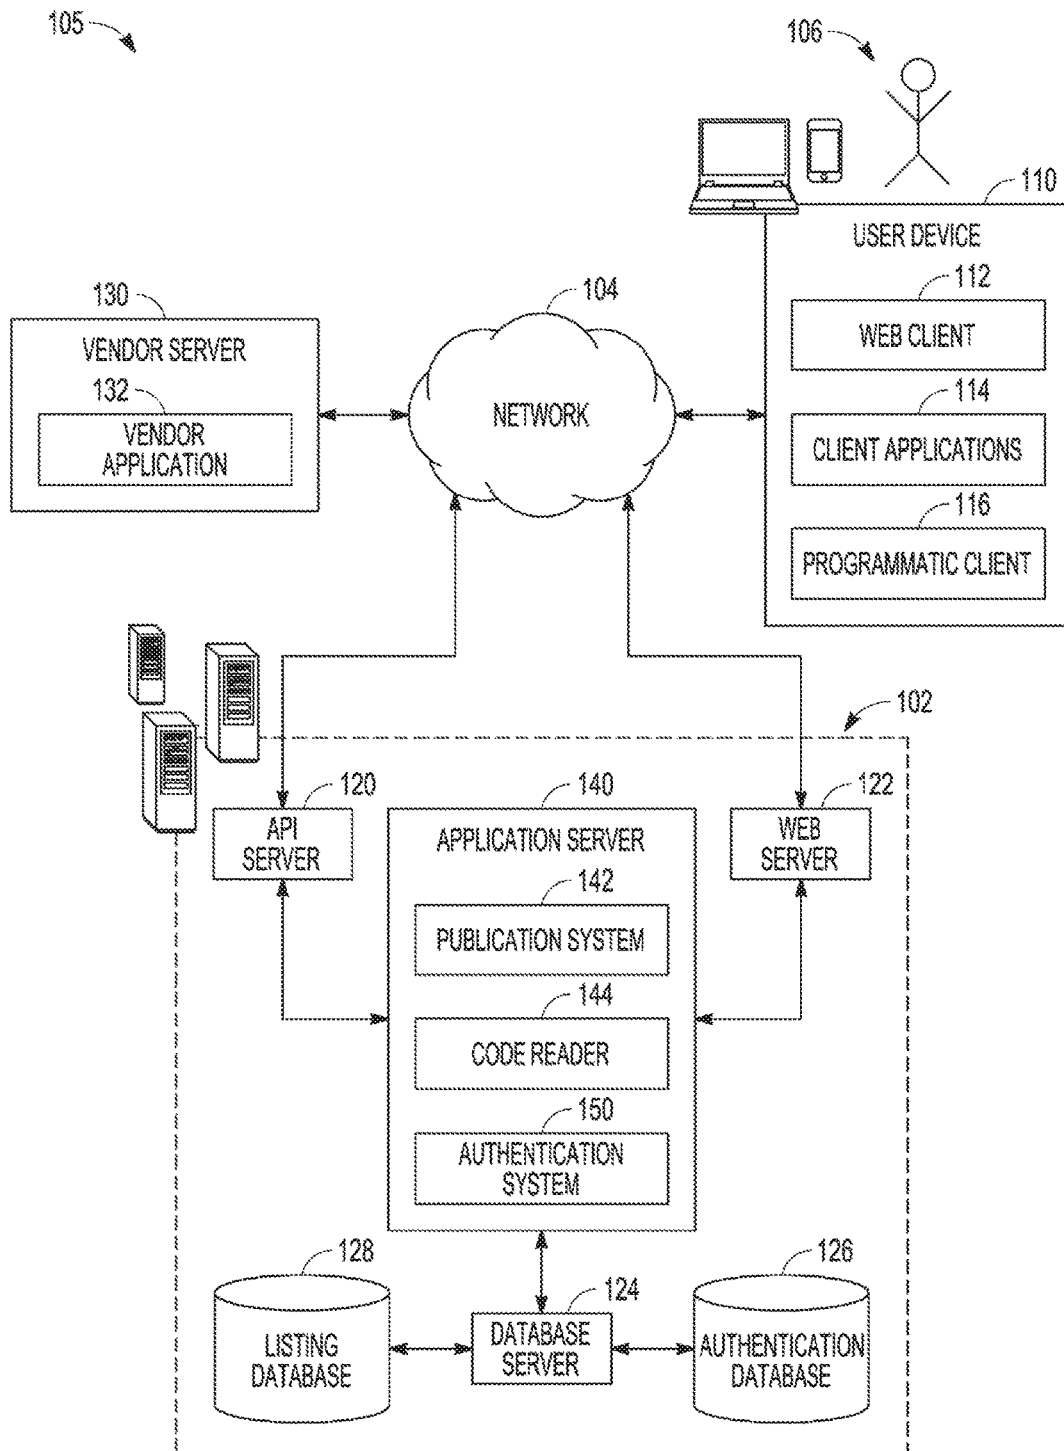 105
106
110
USER DEVICE
112
WEB CLIENT
114
CLIENT APPLICATIONS
116
PROGRAMMATIC CLIENT
130
VENDOR SERVER
132
VENDOR
APPLICATION
104
NETWORK
102
120
API
SERVER
140
APPLICATION SERVER
142
PUBLICATION SYSTEM
144
CODE READER
150
AUTHENTICATION
SYSTEM
122
WEB
SERVER
128
LISTING
DATABASE
124
DATABASE
SERVER
126
AUTHENTICATION
DATABASE